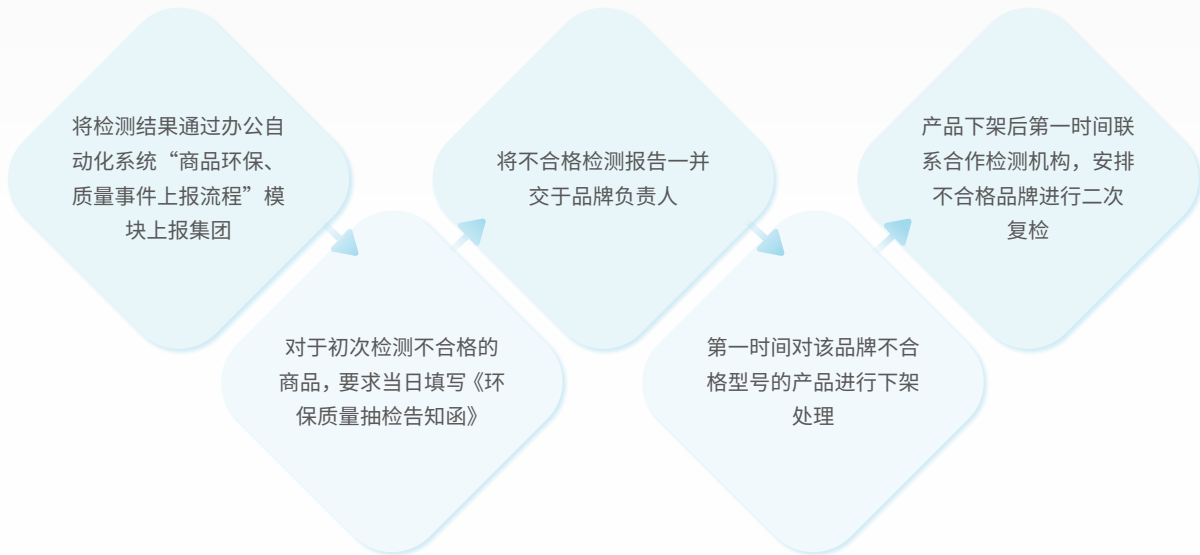 将检测结果通过办公自
动化系统“商品环保、
质量事件上报流程”模
块上报集团
对于初次检测不合格的
商品，要求当日填写《环
保质量抽检告知函》
将不合格检测报告一并
交于品牌负责人
第一时间对该品牌不合
格型号的产品进行下架
处理
产品下架后第一时间联
系合作检测机构，安排
不合格品牌进行二次
复检